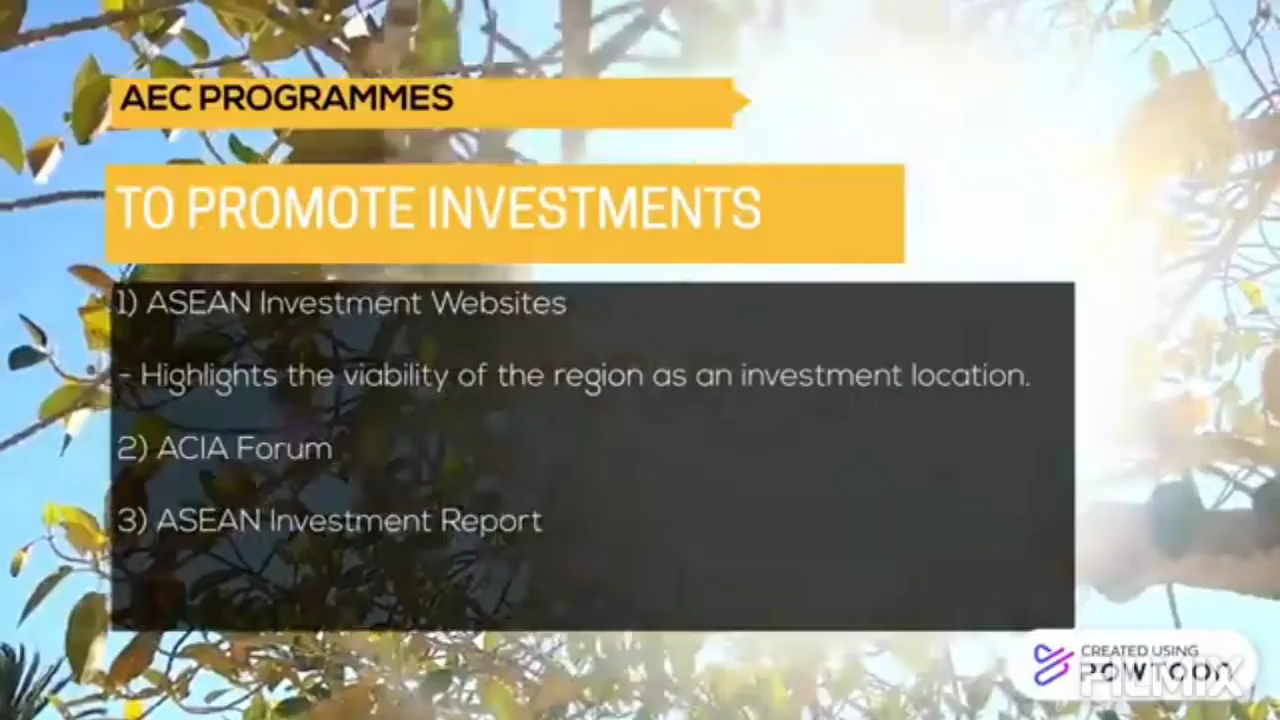 AEC PROGRAMMES
TO PROMOTE INVESTMENTS
1) ASEAN Investment Websites
- Highlights the viability of the region as an investment location.
2) ACIA Forum
3) ASEAN Investment Report
CREATED USING
POWTOON